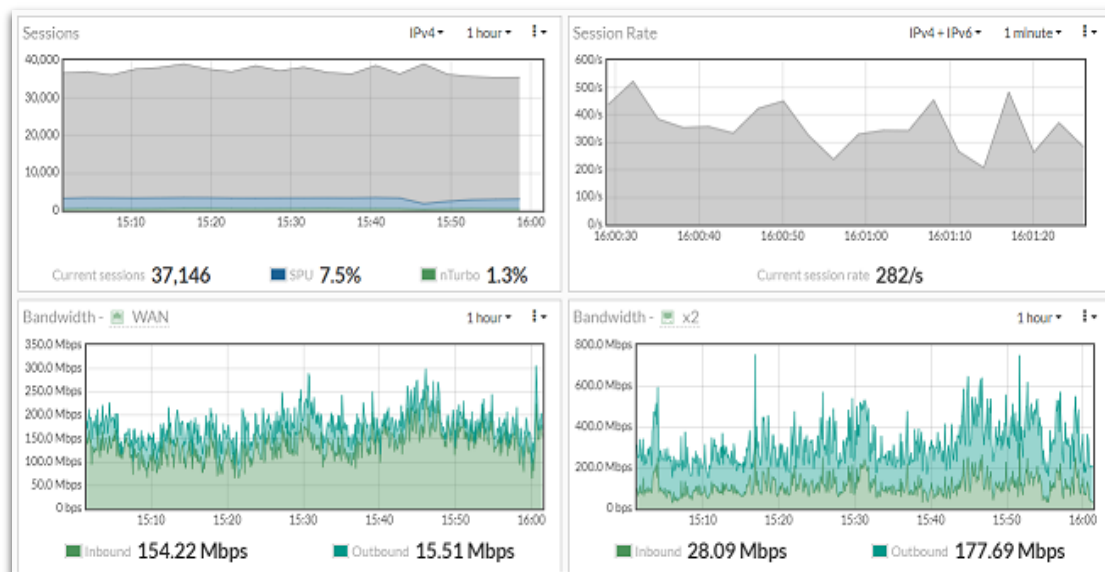 Sessions IPv4 1 hour
40,000
30,000
20,000
10,000
0
15:10 15:20 15:30 15:40 15:50 16:00
Current sessions 37,146 SPU 7.5% nTurbo 1.3%
Session Rate IPv4 + IPv6 1 minute
600/s
500/s
400/s
300/s
200/s
100/s
0/s
16:00:30 16:00:40 16:00:50 16:01:00 16:01:10 16:01:20
Current session rate 282/s
Bandwidth - WAN 1 hour
350.0 Mbps
300.0 Mbps
250.0 Mbps
200.0 Mbps
150.0 Mbps
100.0 Mbps
50.0 Mbps
0 bps
15:10 15:20 15:30 15:40 15:50 16:00
Inbound 154.22 Mbps Outbound 15.51 Mbps
Bandwidth - x2 1 hour
800.0 Mbps
600.0 Mbps
400.0 Mbps
200.0 Mbps
0 bps
15:10 15:20 15:30 15:40 15:50 16:00
Inbound 28.09 Mbps Outbound 177.69 Mbps